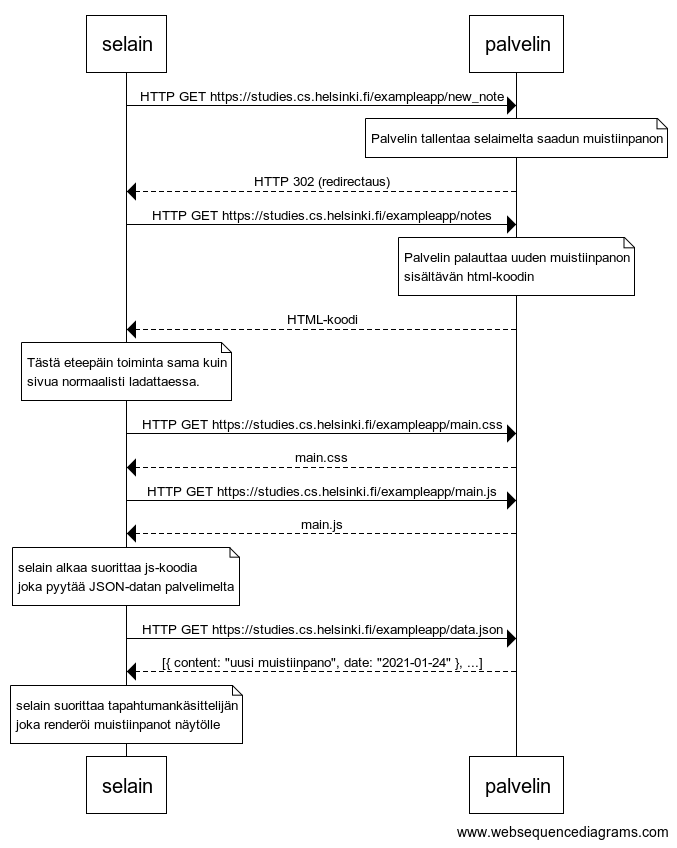 selain
palvelin
HTTP GET https://studies.cs.helsinki.fi/exampleapp/new_note
Palvelin tallentaa selaimelta saadun muistiinpanon
HTTP 302 (redirectaus)
HTTP GET https://studies.cs.helsinki.fi/exampleapp/notes
Palvelin palauttaa uuden muistiinpanon
sisältävän html-koodin
HTML-koodi
Tästä eteepäin toiminta sama kuin
sivua normaalisti ladattaessa.
HTTP GET https://studies.cs.helsinki.fi/exampleapp/main.css
main.css
HTTP GET https://studies.cs.helsinki.fi/exampleapp/main.js
main.js
selain alkaa suorittaa js-koodia
joka pyytää JSON-datan palvelimelta
HTTP GET https://studies.cs.helsinki.fi/exampleapp/data.json
[{ content: "uusi muistiinpano", date: "2021-01-24" }, ...]
selain suorittaa tapahtumankäsittelijän
joka renderöi muistiinpanot näytölle
selain
palvelin
www.websequencediagrams.com